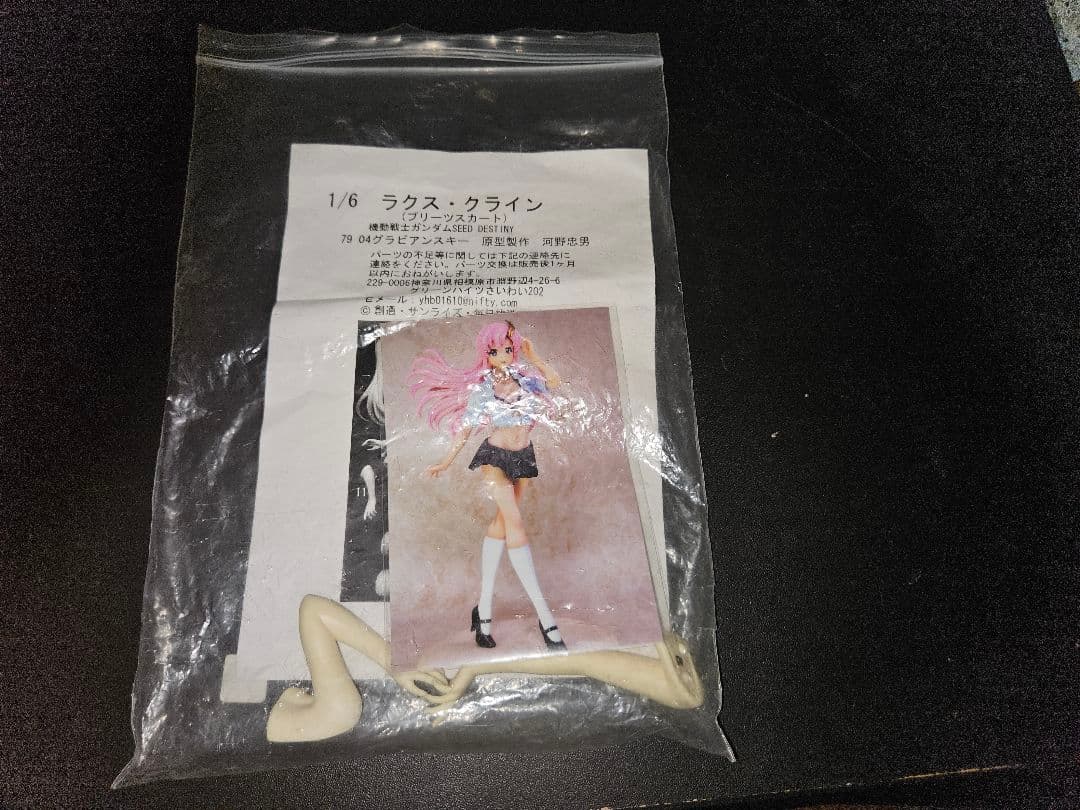 1/6 ラクス・クライン
(プリーツスカート)
機動戦士ガンダムSEED DESTINY
79 04グラビアンスキー 原型製作 河野忠男
パーツの不足等に関しては下記の連絡先に
連絡をください。パーツ交換は販売後1ヶ月
以内におねがいします。
229-0006神奈川県相模原市淵野辺4-26-6
グリーンハイツさいわい202
Eメール:yhb01610@nifty.com
© 創通・サンライズ・毎日放送
11